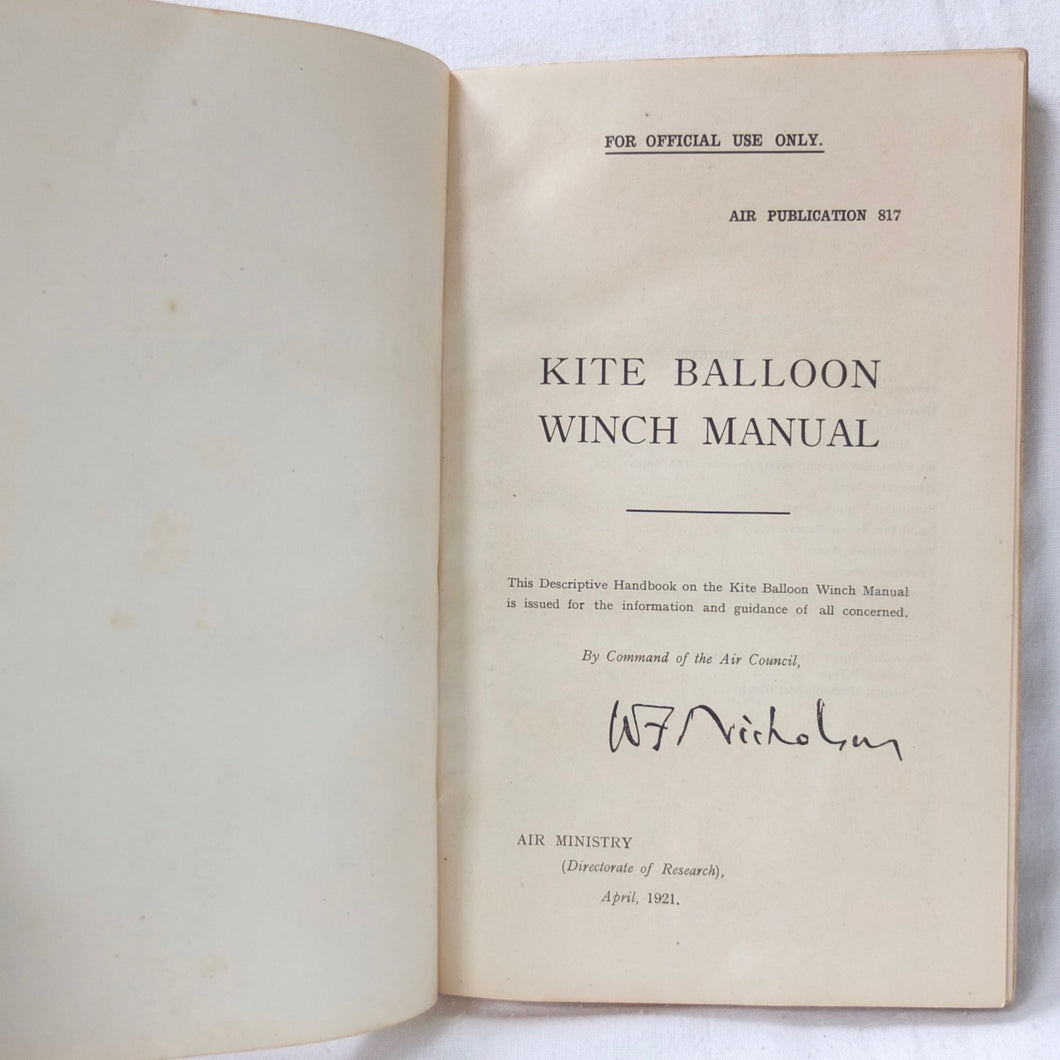 FOR OFFICIAL USE ONLY.
AIR PUBLICATION 817
KITE BALLOON
WINCH MANUAL
This Descriptive Handbook on the Kite Balloon Winch Manual
is issued for the information and guidance of all concerned.
By Command of the Air Council,
WF Nicholson
AIR MINISTRY
(Directorate of Research),
April, 1921.